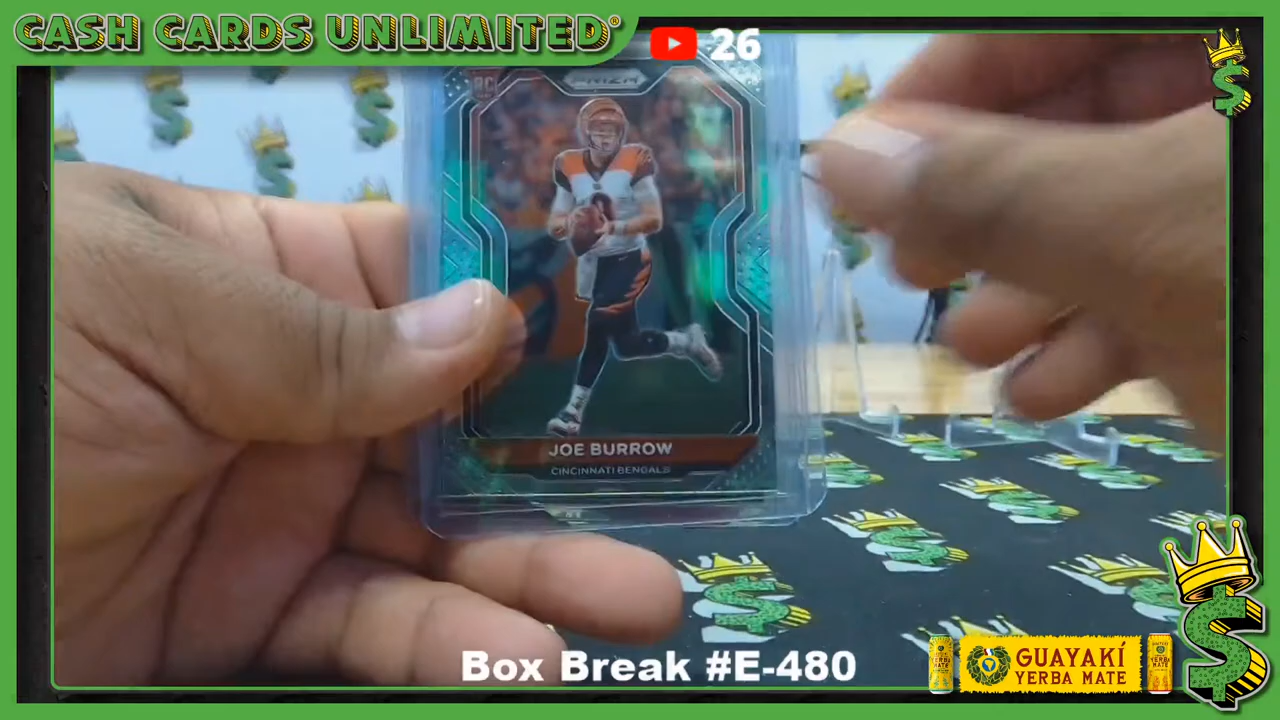 CASH CARDS UNLIMITED®
26
RC
PRIZM
JOE BURROW
CINCINNATI BENGALS
Box Break #E-480
GUAYAKÍ
YERBA MATE